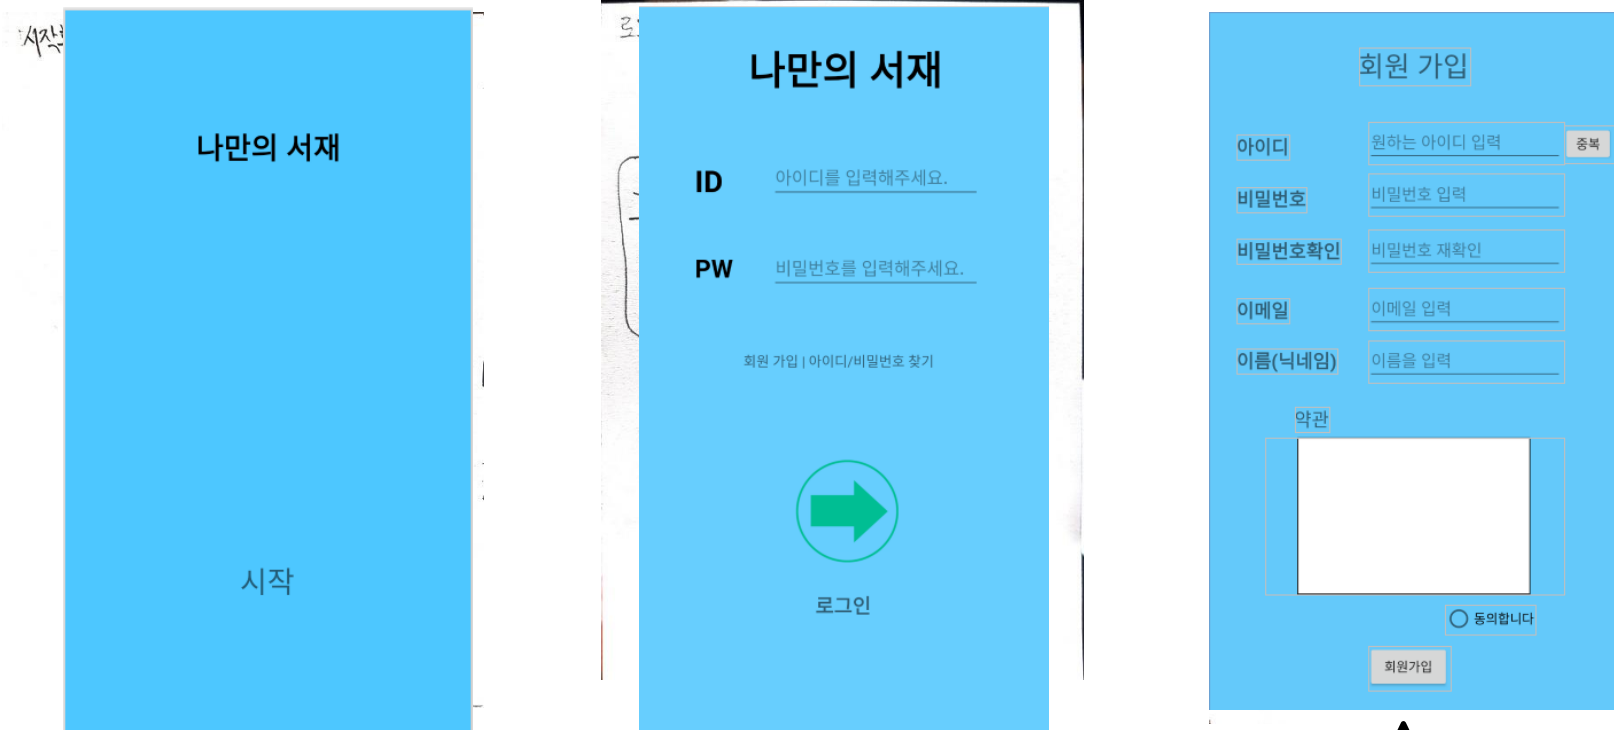 나만의 서재
시작
나만의 서재
ID 아이디를 입력해주세요.
PW 비밀번호를 입력해주세요.
회원 가입 | 아이디/비밀번호 찾기
로그인
회원 가입
아이디 원하는 아이디 입력 중복
비밀번호 비밀번호 입력
비밀번호확인 비밀번호 재확인
이메일 이메일 입력
이름(닉네임) 이름을 입력
약관
동의합니다
회원가입